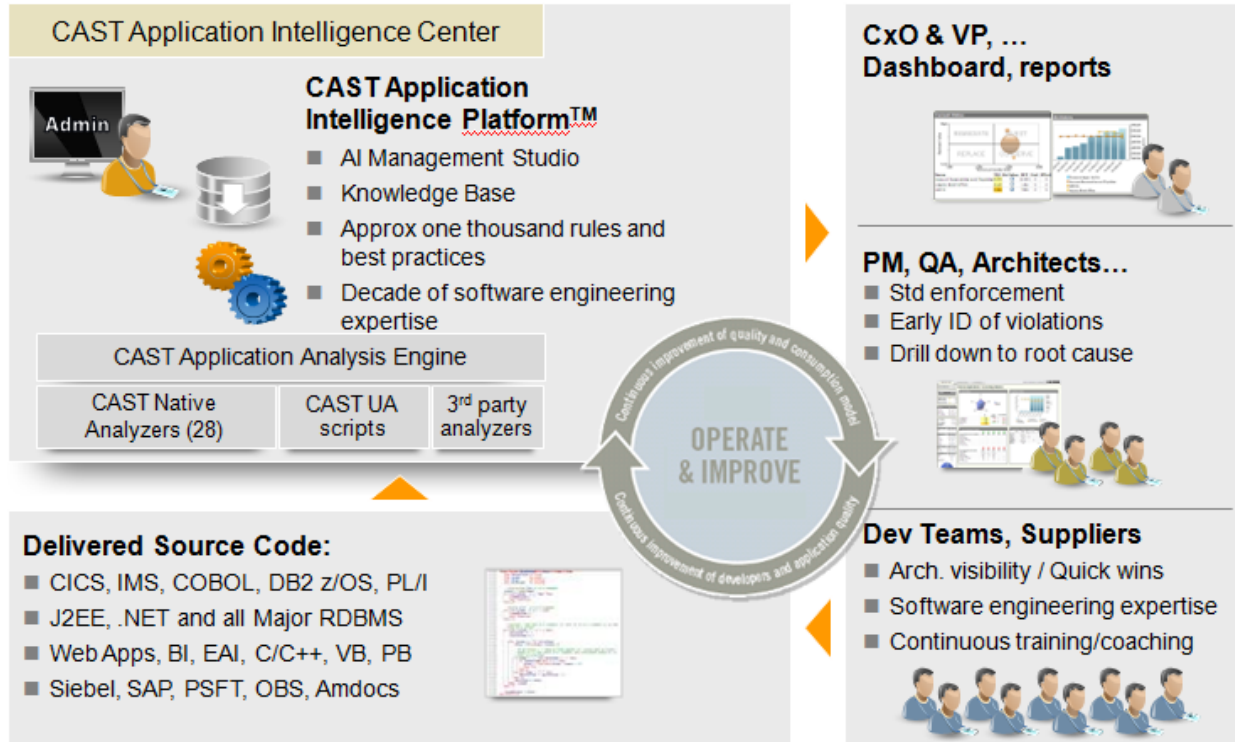 CAST Application Intelligence Center
Admin
CAST Application
Intelligence Platform™
AI Management Studio
Knowledge Base
Approx one thousand rules and
best practices
Decade of software engineering
expertise
CAST Application Analysis Engine
CAST Native
Analyzers (28)
CAST UA
scripts
3rd party
analyzers
Delivered Source Code:
CICS, IMS, COBOL, DB2 z/OS, PL/I
J2EE, .NET and all Major RDBMS
Web Apps, BI, EAI, C/C++, VB, PB
Siebel, SAP, PSFT, OBS, Amdocs
Continuous improvement of quality and consumption model
OPERATE
& IMPROVE
Continuous improvement of developers and application quality
CxO & VP, ...
Dashboard, reports
REPLACE
PM, QA, Architects...
Std enforcement
Early ID of violations
Drill down to root cause
Dev Teams, Suppliers
Arch. visibility / Quick wins
Software engineering expertise
Continuous training/coaching